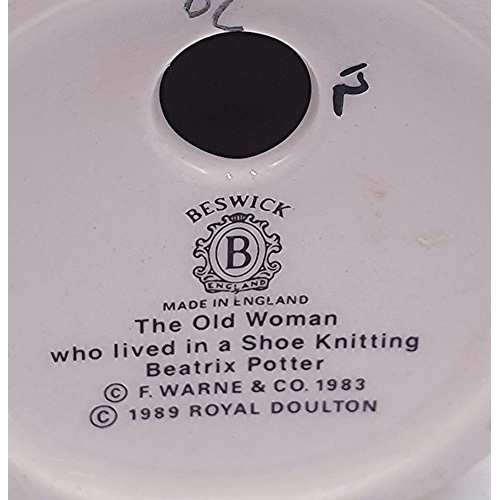 BESWICK
B
ENGLAND
MADE IN ENGLAND
The Old Woman
who lived in a Shoe Knitting
Beatrix Potter
© F. WARNE & CO. 1983
© 1989 ROYAL DOULTON